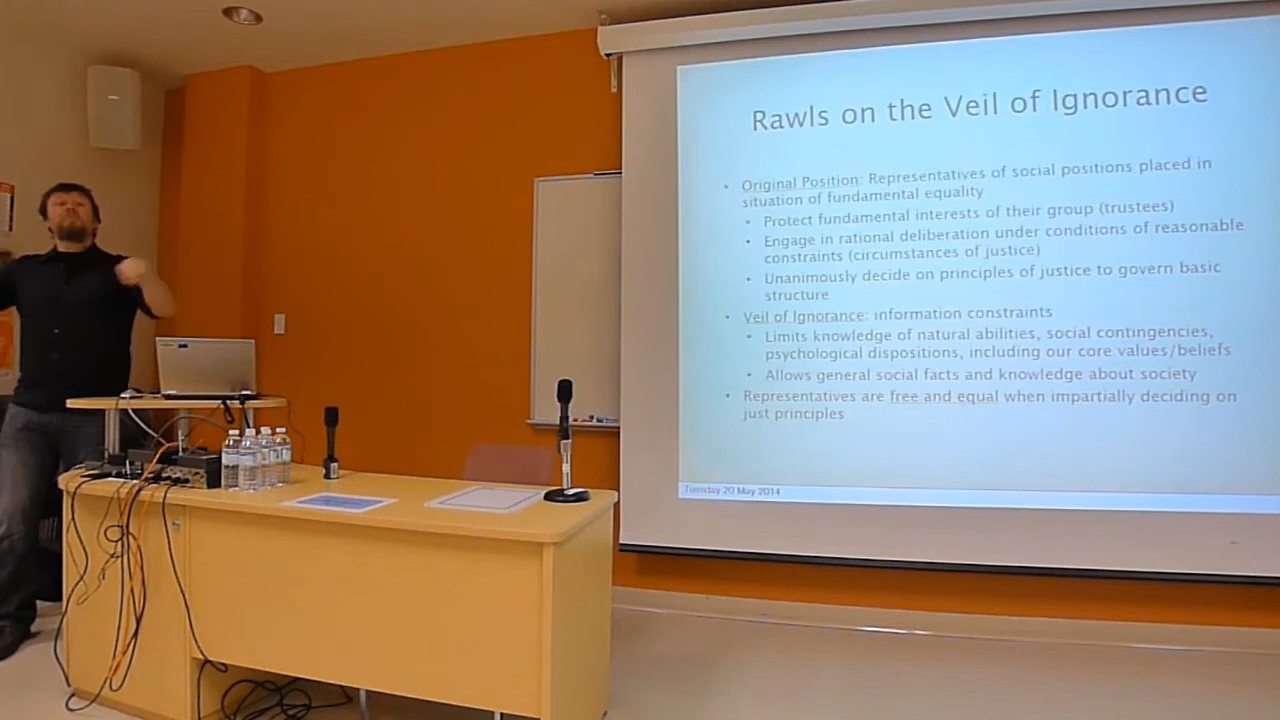 Rawls on the Veil of Ignorance
Original Position: Representatives of social positions placed in
situation of fundamental equality
Protect fundamental interests of their group (trustees)
Engage in rational deliberation under conditions of reasonable
constraints (circumstances of justice)
Unanimously decide on principles of justice to govern basic
structure
Veil of Ignorance: information constraints
Limits knowledge of natural abilities, social contingencies,
psychological dispositions, including our core values/beliefs
Allows general social facts and knowledge about society
Representatives are free and equal when impartially deciding on
just principles
Tuesday 20 May 2014